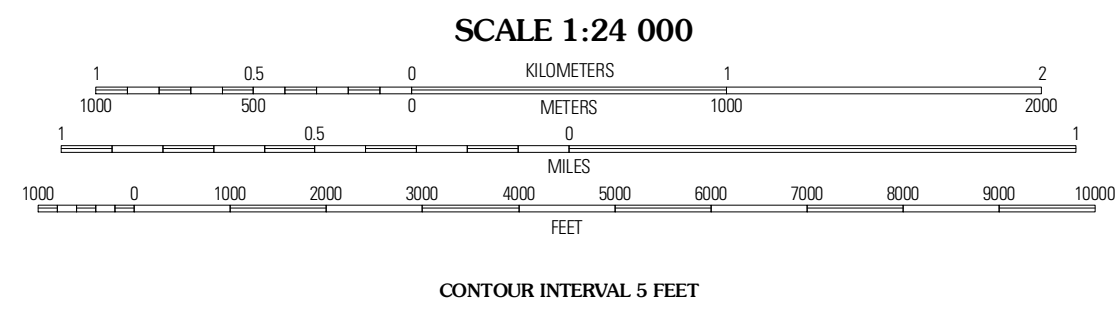 SCALE 1:24 000
1 0.5 0 KILOMETERS 1 2
1000 500 0 METERS 1000 2000
1 0.5 0 1
MILES
1000 0 1000 2000 3000 4000 5000 6000 7000 8000 9000 10000
FEET
CONTOUR INTERVAL 5 FEET